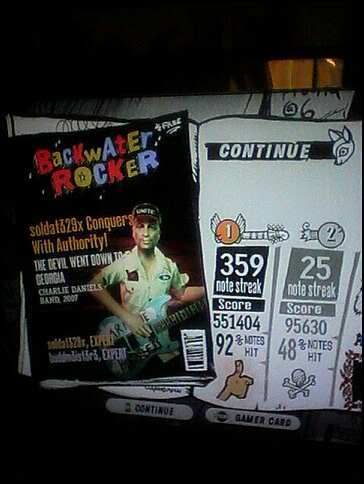 BACKWATER
ROCKER
soldat529x Conquers
With Authority!
THE DEVIL WENT DOWN TO
GEORGIA
CHARLIE DANIELS
BAND, 2007
EXPERT
EXPERT
CONTINUE
1
2
359
note streak
Score
551404
92% NOTES
HIT
25
note streak
Score
95630
48% NOTES
HIT
CONTINUE
GAMER CARD